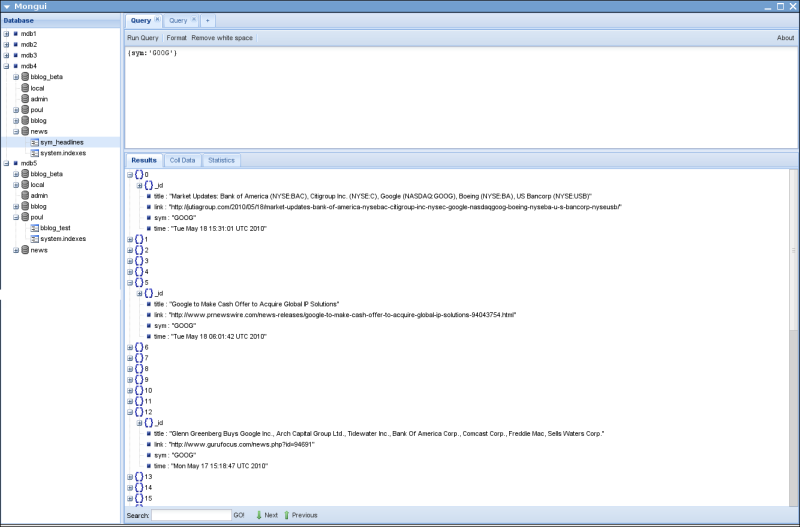 Mongui
Database
mdb1
mdb2
mdb3
mdb4
bblog_beta
local
admin
poul
bblog
news
sym_headlines
system.indexes
mdb5
bblog_beta
local
admin
bblog
poul
bblog_test
system.indexes
news
Query Query +
Run Query Format Remove white space About
{sym:'GOOG'}
Results Coll Data Statistics
{}0
{} _id
title : "Market Updates: Bank of America (NYSE:BAC), Citigroup Inc. (NYSE:C), Google (NASDAQ:GOOG), Boeing (NYSE:BA), US Bancorp (NYSE:USB)"
link : "http://jutiagroup.com/2010/05/18/market-updates-bank-of-america-nysebac-citigroup-inc-nysec-google-nasdaqgoog-boeing-nyseba-u-s-bancorp-nyseusb/"
sym : "GOOG"
time : "Tue May 18 15:31:01 UTC 2010"
{}1
{}2
{}3
{}4
{}5
{} _id
title : "Google to Make Cash Offer to Acquire Global IP Solutions"
link : "http://www.prnewswire.com/news-releases/google-to-make-cash-offer-to-acquire-global-ip-solutions-94043754.html"
sym : "GOOG"
time : "Tue May 18 06:01:42 UTC 2010"
{}6
{}7
{}8
{}9
{}10
{}11
{}12
{} _id
title : "Glenn Greenberg Buys Google Inc., Arch Capital Group Ltd., Tidewater Inc., Bank Of America Corp., Comcast Corp., Freddie Mac, Sells Waters Corp."
link : "http://www.gurufocus.com/news.php?id=94691"
sym : "GOOG"
time : "Mon May 17 15:18:47 UTC 2010"
{}13
{}14
{}15
Search: GO! Next Previous